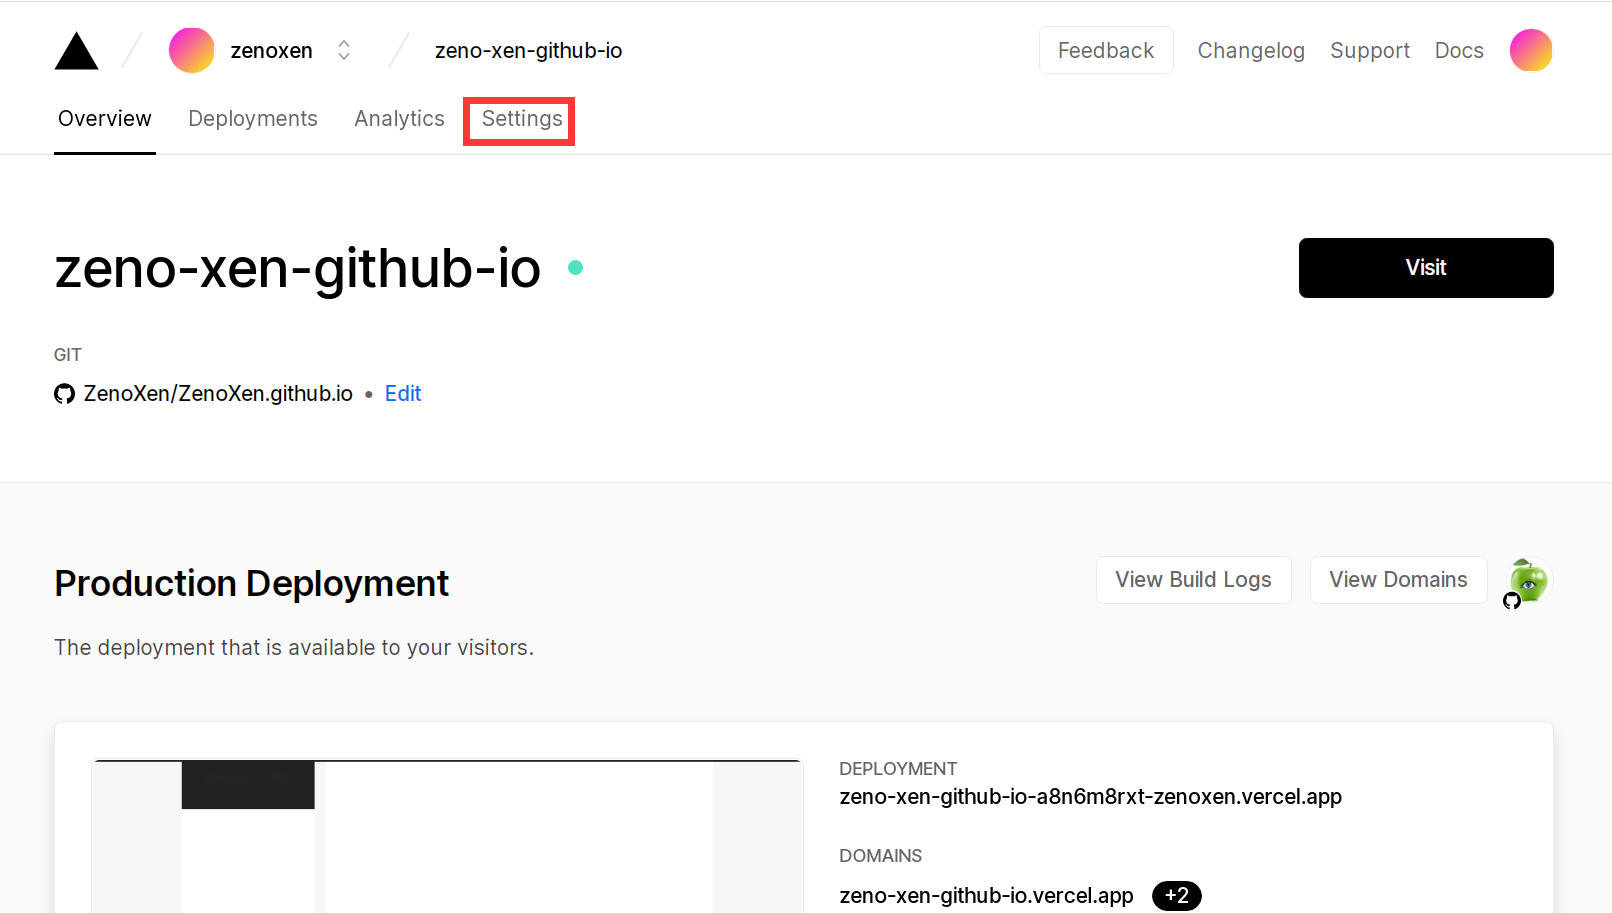 zenoxen zeno-xen-github-io Feedback Changelog Support Docs
Overview Deployments Analytics Settings
zeno-xen-github-io Visit
GIT
ZenoXen/ZenoXen.github.io • Edit
Production Deployment View Build Logs View Domains
The deployment that is available to your visitors.
DEPLOYMENT
zeno-xen-github-io-a8n6m8rxt-zenoxen.vercel.app
DOMAINS
zeno-xen-github-io.vercel.app +2